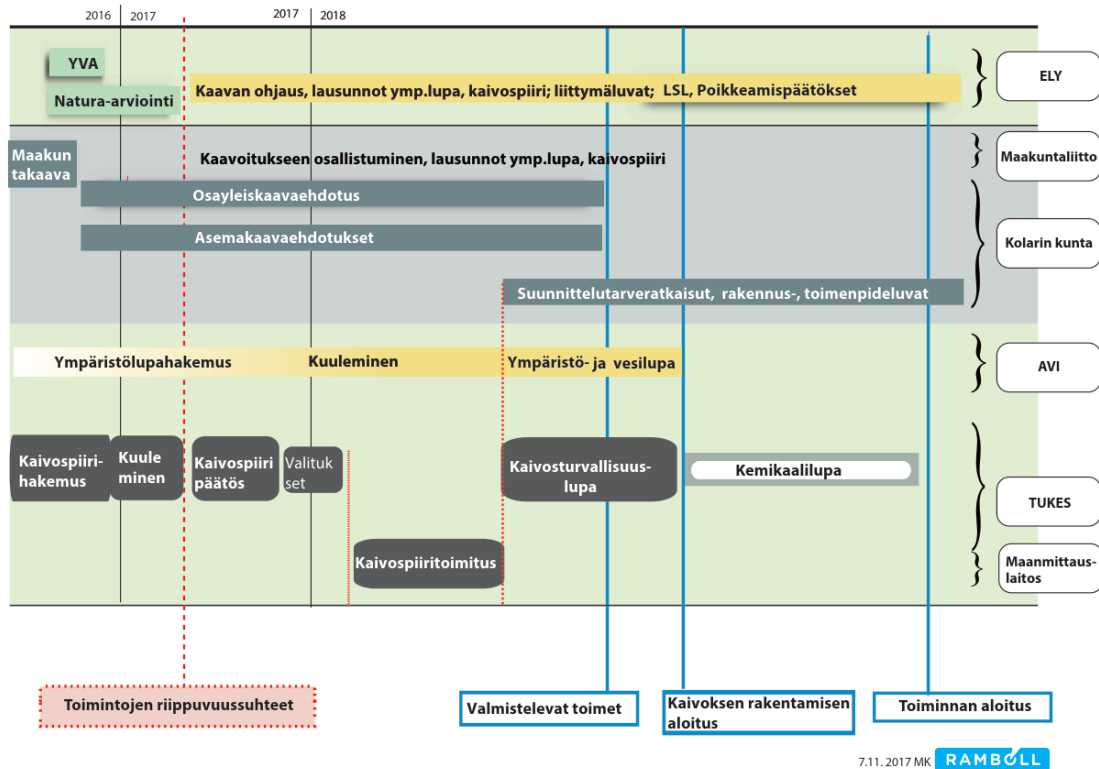 2016
2017
2017
2018
YVA
Natura-arviointi
Kaavan ohjaus, lausunnot ymp.lupa, kaivospiiri; liittymäluvat; LSL, Poikkeamispäätökset
ELY
Maakun
takaava
Kaavoitukseen osallistuminen, lausunnot ymp.lupa, kaivospiiri
Maakuntaliitto
Osayleiskaavaehdotus
Asemakaavaehdotukset
Kolarin kunta
Suunnittelutarveratkaisut, rakennus-, toimenpideluvat
Ympäristölupahakemus
Kuuleminen
Ympäristö- ja vesilupa
AVI
Kaivospiiri-
hakemus
Kuule
minen
Kaivospiiri
päätös
Valituk
set
Kaivosturvallisuus-
lupa
Kemikaalilupa
TUKES
Kaivospiiritoimitus
Maanmittaus-
laitos
Toimintojen riippuvuussuhteet
Valmistelevat toimet
Kaivoksen rakentamisen
aloitus
Toiminnan aloitus
7.11. 2017 MK
RAMBOLL